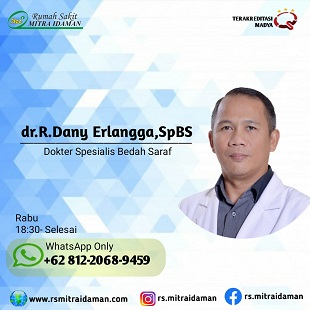 Rumah Sakit
MITRA IDAMAN
TERAKREDITASI
MADYA
dr.R.Dany Erlangga,SpBS
Dokter Spesialis Bedah Saraf
Rabu
18:30- Selesai
WhatsApp Only
+62 812-2068-9459
www.rsmitraidaman.com
rs.mitraidaman
rs.mitraidaman